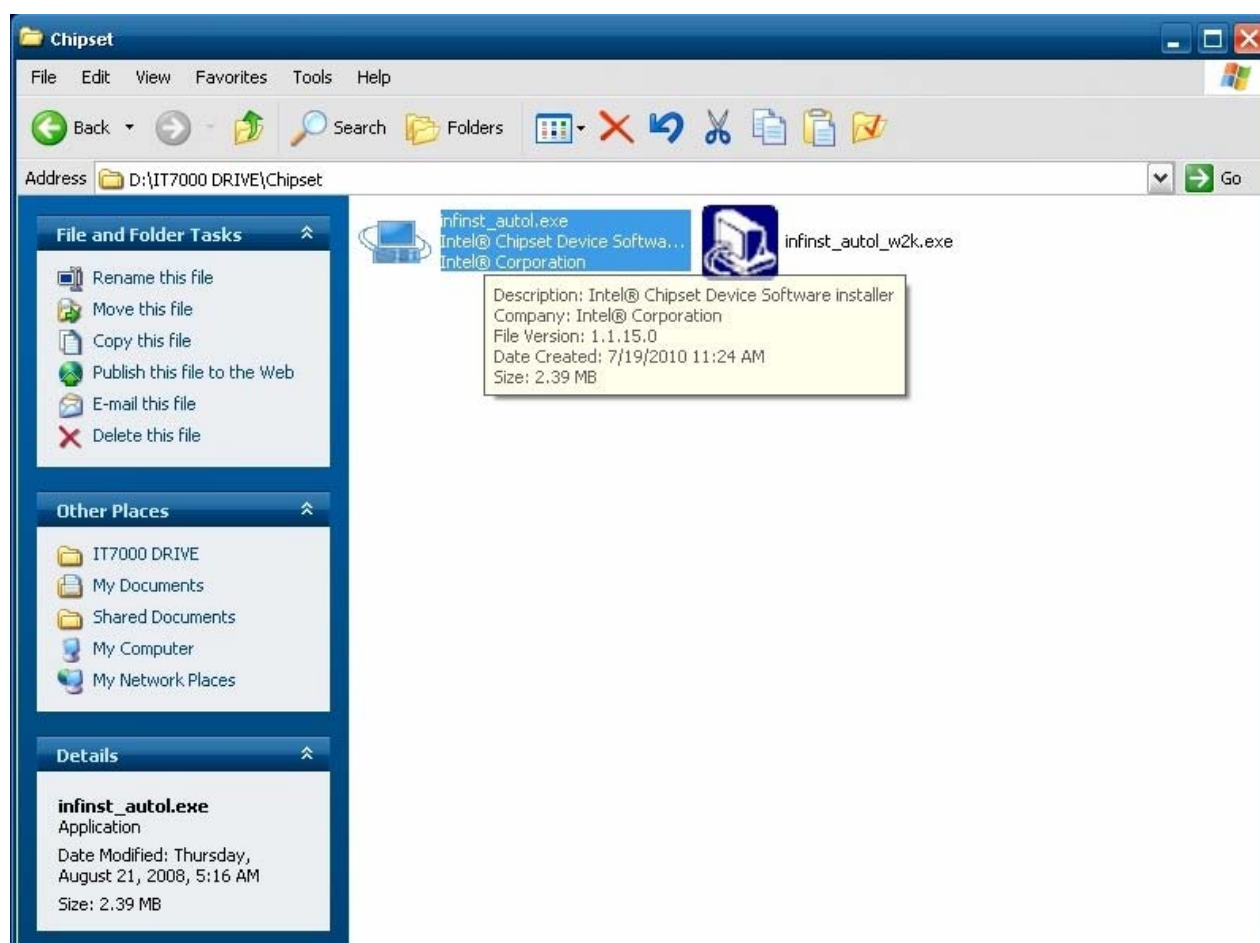 Chipset
File Edit View Favorites Tools Help
Back Search Folders
Address D:\IT7000 DRIVE\Chipset Go
File and Folder Tasks
Rename this file
Move this file
Copy this file
Publish this file to the Web
E-mail this file
Delete this file
Other Places
IT7000 DRIVE
My Documents
Shared Documents
My Computer
My Network Places
Details
infinst_autol.exe
Application
Date Modified: Thursday,
August 21, 2008, 5:16 AM
Size: 2.39 MB
infinst_autol.exe
Intel® Chipset Device Softwa...
Intel® Corporation
infinst_autol_w2k.exe
Description: Intel® Chipset Device Software installer
Company: Intel® Corporation
File Version: 1.1.15.0
Date Created: 7/19/2010 11:24 AM
Size: 2.39 MB